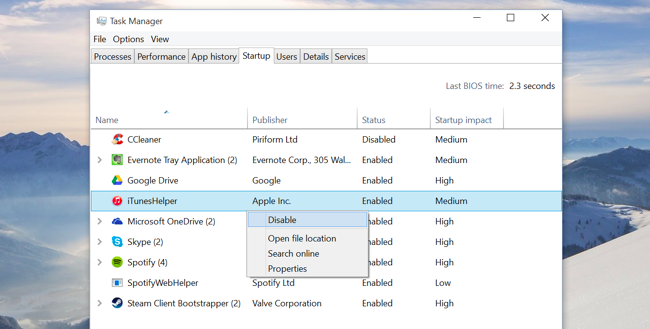 Task Manager
File Options View
Processes Performance App history Startup Users Details Services
Last BIOS time: 2.3 seconds
Name Publisher Status Startup impact
CCleaner Piriform Ltd Disabled Medium
Evernote Tray Application (2) Evernote Corp., 305 Wal... Enabled Medium
Google Drive Google Enabled High
iTunesHelper Apple Inc. Enabled Medium
Microsoft OneDrive (2) Enabled High
Skype (2) Enabled High
Spotify (4) Enabled High
SpotifyWebHelper Spotify Ltd Enabled Low
Steam Client Bootstrapper (2) Valve Corporation Enabled High
Disable
Open file location
Search online
Properties